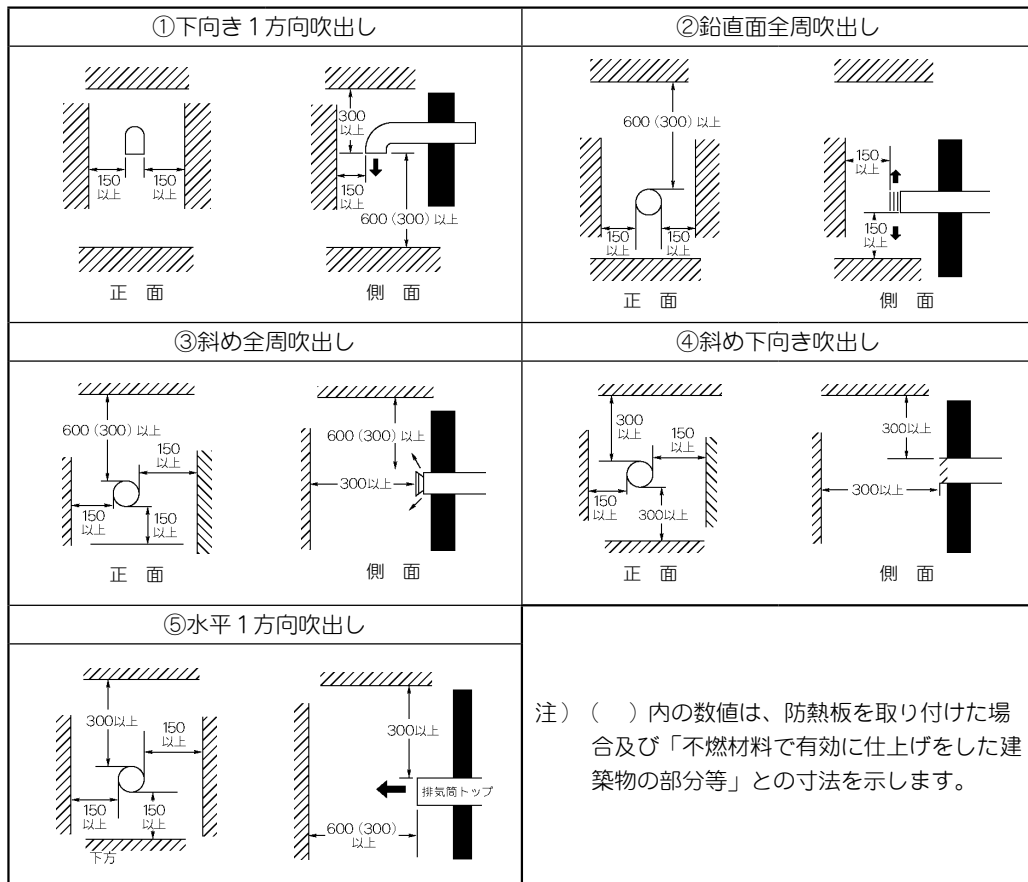 ①下向き１方向吹出し
300
以上
150
以上
150
以上
150
以上
600 (300) 以上
正　面
側　面
②鉛直面全周吹出し
600 (300) 以上
150
以上
150
以上
150
以上
150
以上
正　面
側　面
③斜め全周吹出し
600 (300) 以上
150
以上
150
以上
150
以上
600 (300) 以上
300以上
正　面
側　面
④斜め下向き吹出し
300
以上
150
以上
150
以上
300以上
300以上
300以上
正　面
側　面
⑤水平１方向吹出し
300以上
150
以上
150
以上
150
以上
下方
300以上
排気筒トップ
600 (300)
以上
注）（　）内の数値は、防熱板を取り付けた場
合及び「不燃材料で有効に仕上げをした建
築物の部分等」との寸法を示します。